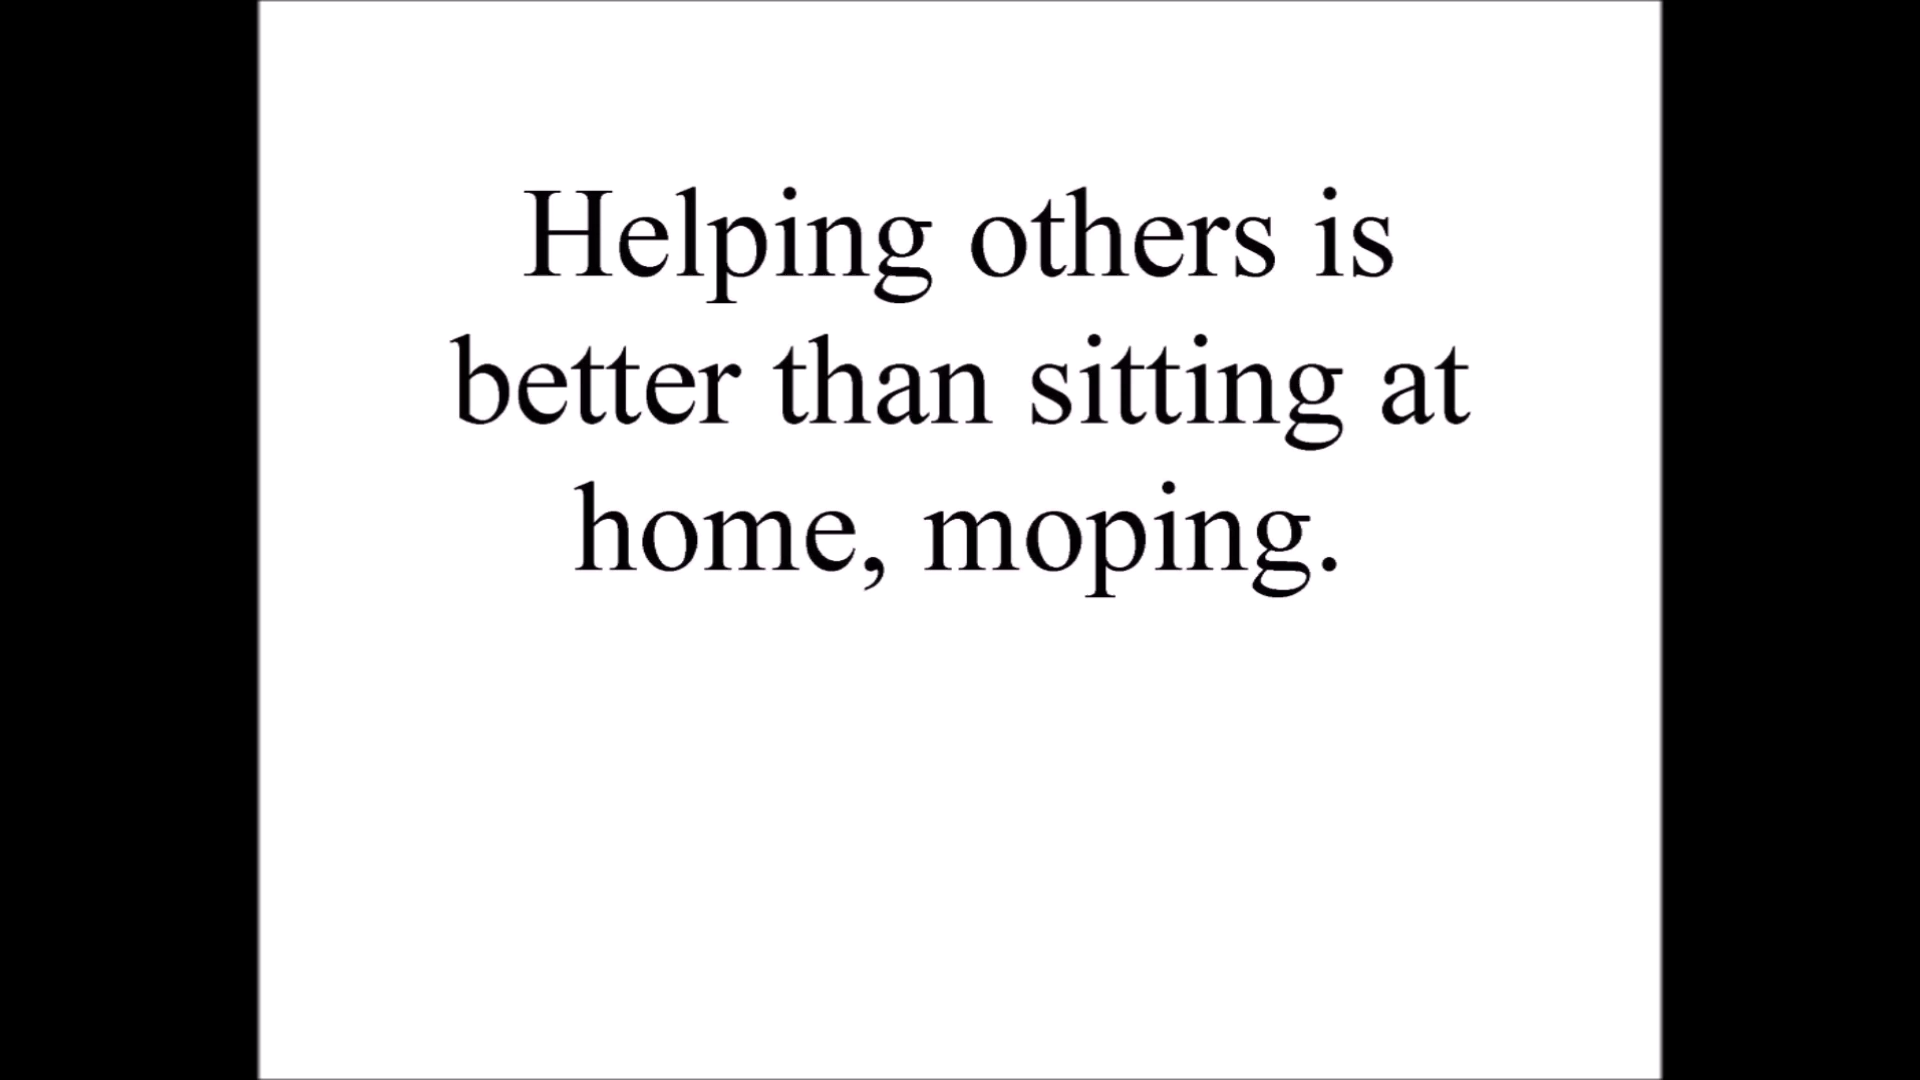 Helping others is
better than sitting at
home, moping.